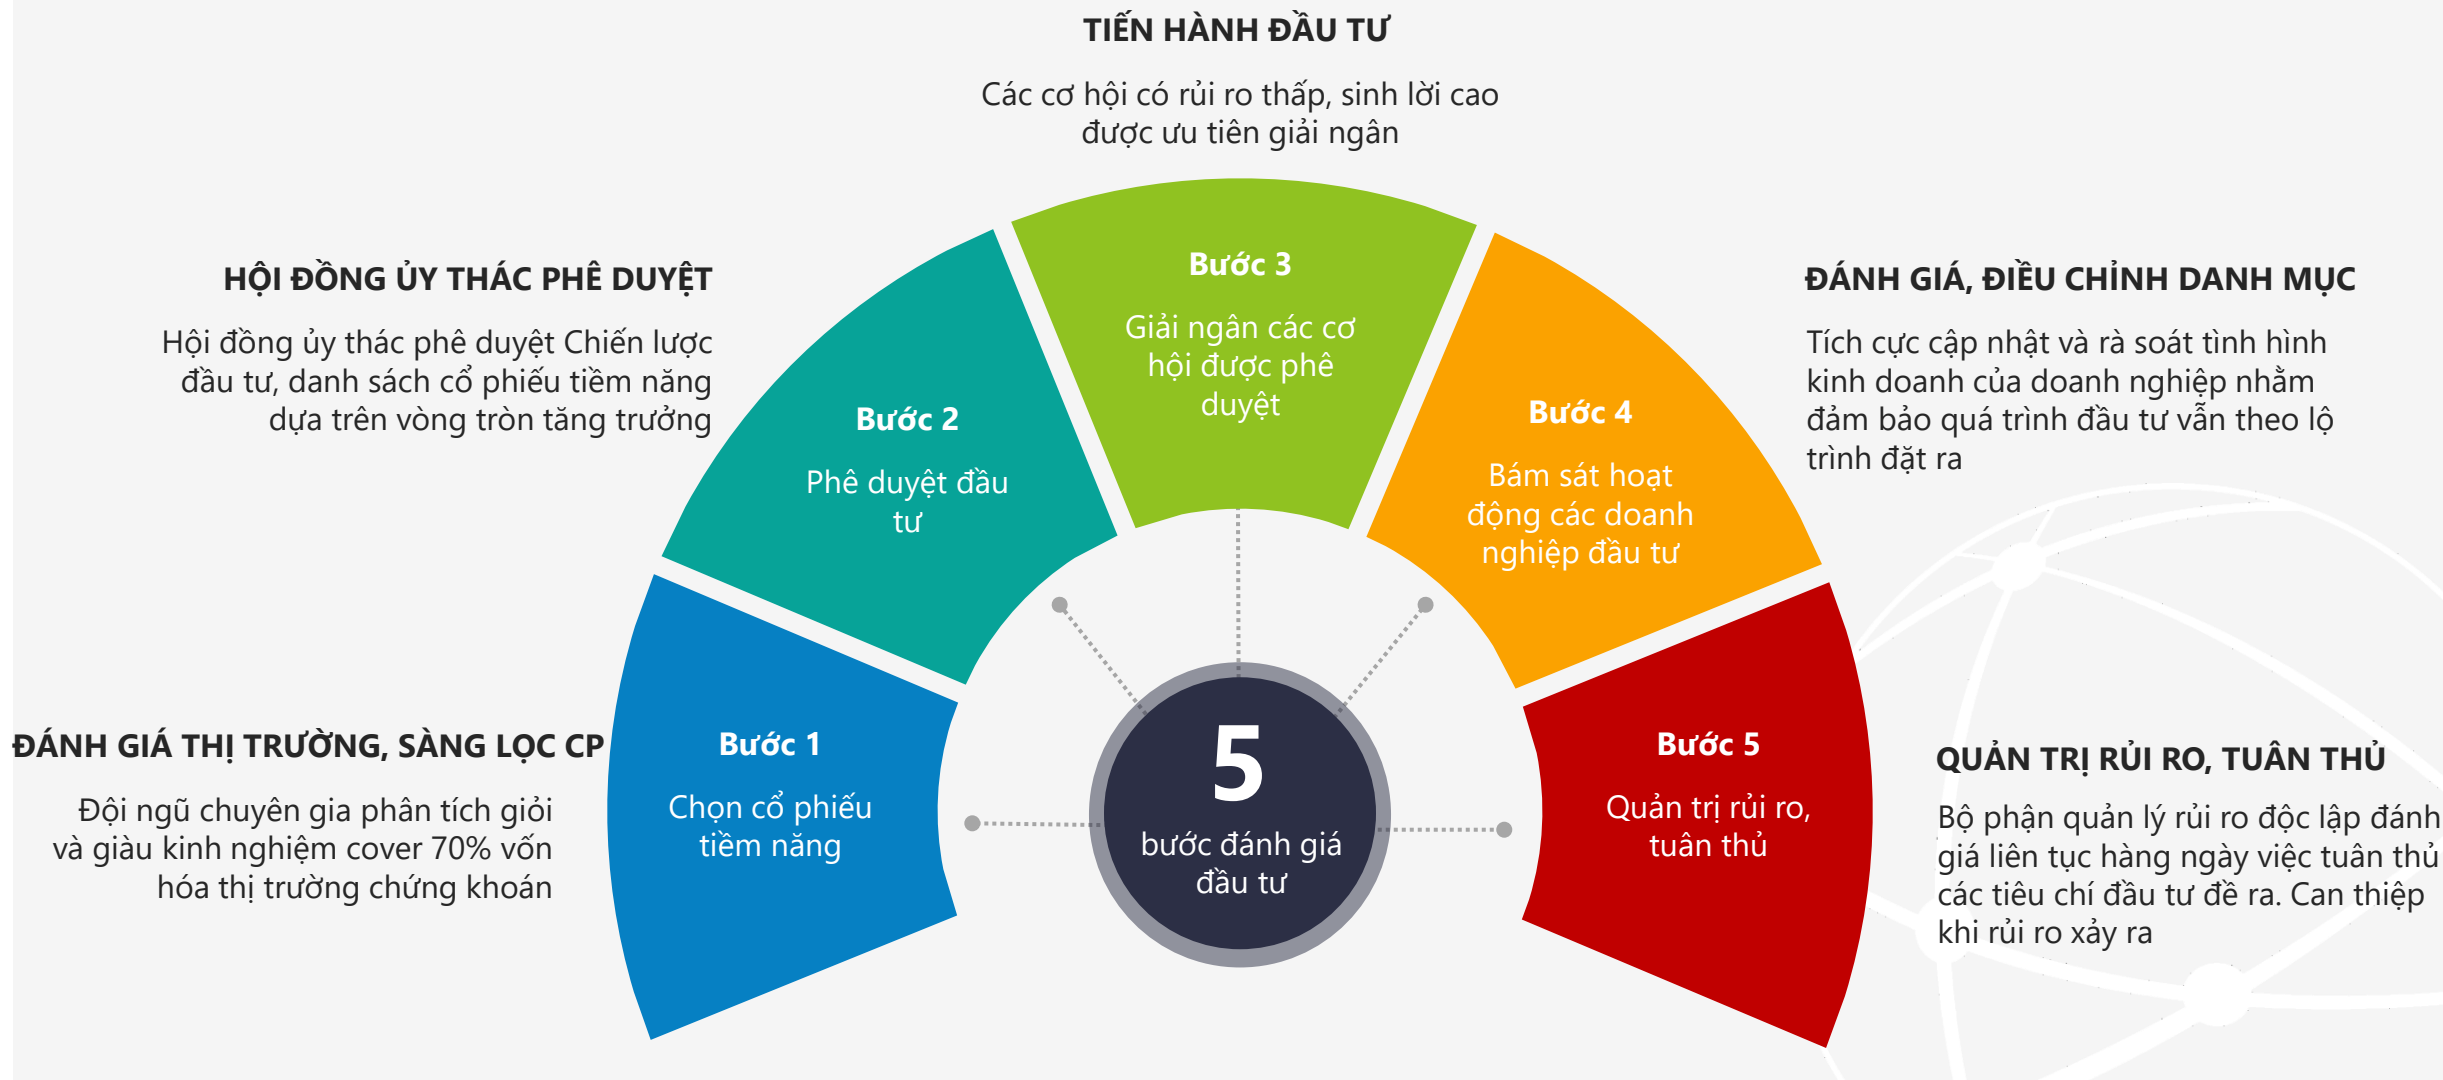 TIẾN HÀNH ĐẦU TƯ
Các cơ hội có rủi ro thấp, sinh lời cao
được ưu tiên giải ngân
HỘI ĐỒNG ỦY THÁC PHÊ DUYỆT
Hội đồng ủy thác phê duyệt Chiến lược
đầu tư, danh sách cổ phiếu tiềm năng
dựa trên vòng tròn tăng trưởng
ĐÁNH GIÁ THỊ TRƯỜNG, SÀNG LỌC CP
Đội ngũ chuyên gia phân tích giỏi
và giàu kinh nghiệm cover 70% vốn
hóa thị trường chứng khoán
Bước 1
Chọn cổ phiếu
tiềm năng
Bước 2
Phê duyệt đầu
tư
Bước 3
Giải ngân các cơ
hội được phê
duyệt
Bước 4
Bám sát hoạt
động các doanh
nghiệp đầu tư
Bước 5
Quản trị rủi ro,
tuân thủ
5
bước đánh giá
đầu tư
ĐÁNH GIÁ, ĐIỀU CHỈNH DANH MỤC
Tích cực cập nhật và rà soát tình hình
kinh doanh của doanh nghiệp nhằm
đảm bảo quá trình đầu tư vẫn theo lộ
trình đặt ra
QUẢN TRỊ RỦI RO, TUÂN THỦ
Bộ phận quản lý rủi ro độc lập đánh
giá liên tục hàng ngày việc tuân thủ
các tiêu chí đầu tư đề ra. Can thiệp
khi rủi ro xảy ra